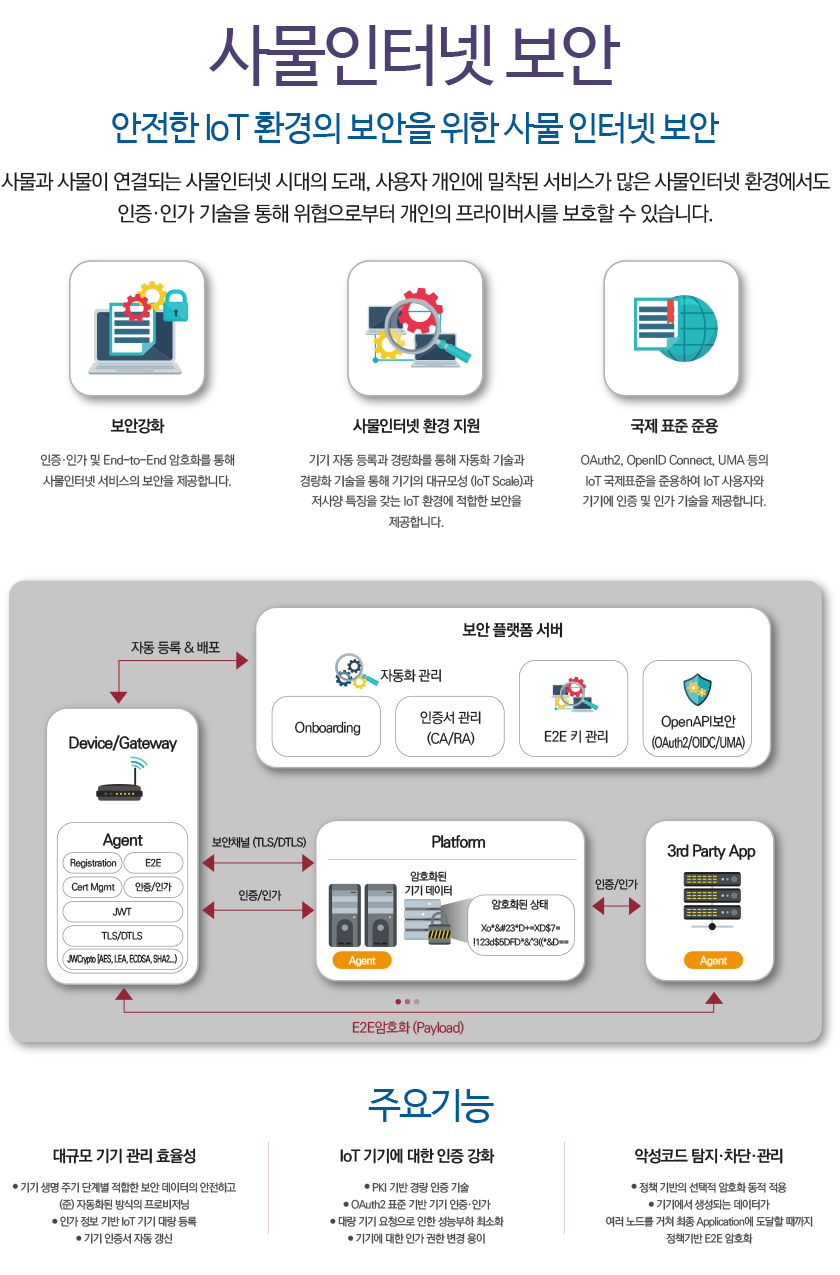 사물인터넷 보안
안전한 IoT 환경의 보안을 위한 사물 인터넷 보안
사물과 사물이 연결되는 사물인터넷 시대의 도래, 사용자 개인에 밀착된 서비스가 많은 사물인터넷 환경에서도
인증·인가 기술을 통해 위협으로부터 개인의 프라이버시를 보호할 수 있습니다.
보안강화
인증·인가 및 End-to-End 암호화를 통해
사물인터넷 서비스의 보안을 제공합니다.
사물인터넷 환경 지원
기기 자동 등록과 경량화를 통해 자동화 기술과
경량화 기술을 통해 기기의 대규모성 (IoT Scale)과
저사양 특징을 갖는 IoT 환경에 적합한 보안을
제공합니다.
국제 표준 준용
OAuth2, OpenID Connect, UMA 등의
IoT 국제표준을 준용하여 IoT 사용자와
기기에 인증 및 인가 기술을 제공합니다.
자동 등록 & 배포
보안 플랫폼 서버
자동화 관리
Onboarding
인증서 관리
(CA/RA)
E2E 키 관리
OpenAPI보안
(OAuth2/OIDC/UMA)
Device/Gateway
Agent
Registration
E2E
Cert Mgmt
인증/인가
JWT
TLS/DTLS
JWCrypto (AES, LEA, ECDSA, SHA2...)
보안채널 (TLS/DTLS)
인증/인가
Platform
암호화된
기기 데이터
암호화된 상태
Xo*&#23*D+=XD$7=
!123d$5DFD*&^3((*&D==
Agent
인증/인가
3rd Party App
Agent
E2E암호화 (Payload)
주요기능
대규모 기기 관리 효율성
● 기기 생명 주기 단계별 적합한 보안 데이터의 안전하고
(준) 자동화된 방식의 프로비저닝
● 인가 정보 기반 IoT 기기 대량 등록
● 기기 인증서 자동 갱신
IoT 기기에 대한 인증 강화
● PKI 기반 경량 인증 기술
● OAuth2 표준 기반 기기 인증·인가
● 대량 기기 요청으로 인한 성능부하 최소화
● 기기에 대한 인가 권한 변경 용이
악성코드 탐지·차단·관리
● 정책 기반의 선택적 암호화 동적 적용
● 기기에서 생성되는 데이터가
여러 노드를 거쳐 최종 Application에 도달할 때까지
정책기반 E2E 암호화